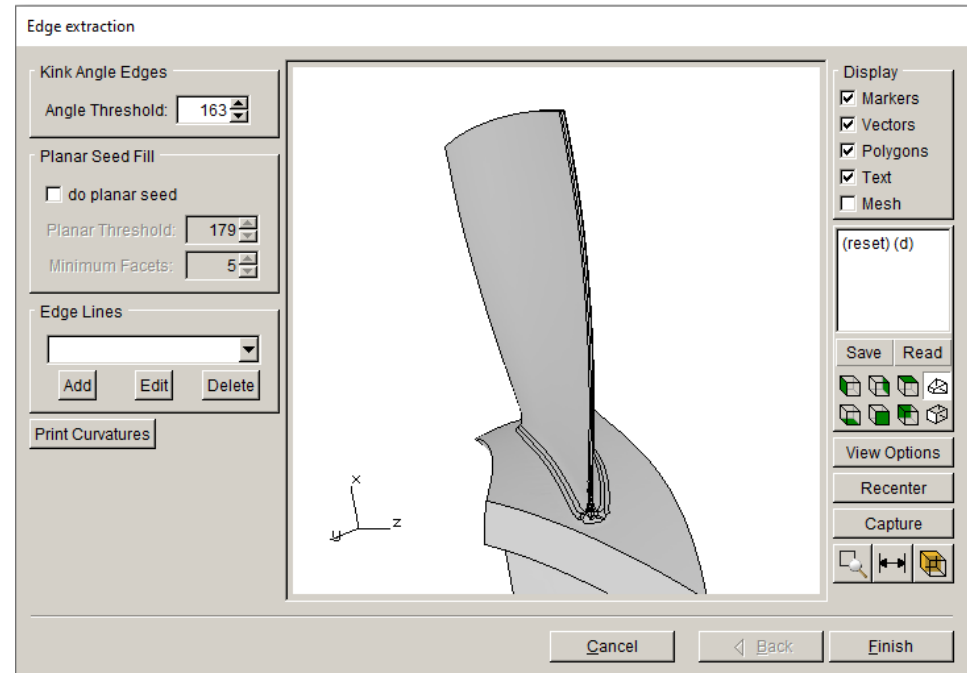 Edge extraction
Kink Angle Edges
Angle Threshold: 163
Planar Seed Fill
do planar seed
Planar Threshold: 179
Minimum Facets: 5
Edge Lines
Add Edit Delete
Print Curvatures
x
y
z
Display
Markers
Vectors
Polygons
Text
Mesh
(reset) (d)
Save Read
View Options
Recenter
Capture
Cancel Back Finish